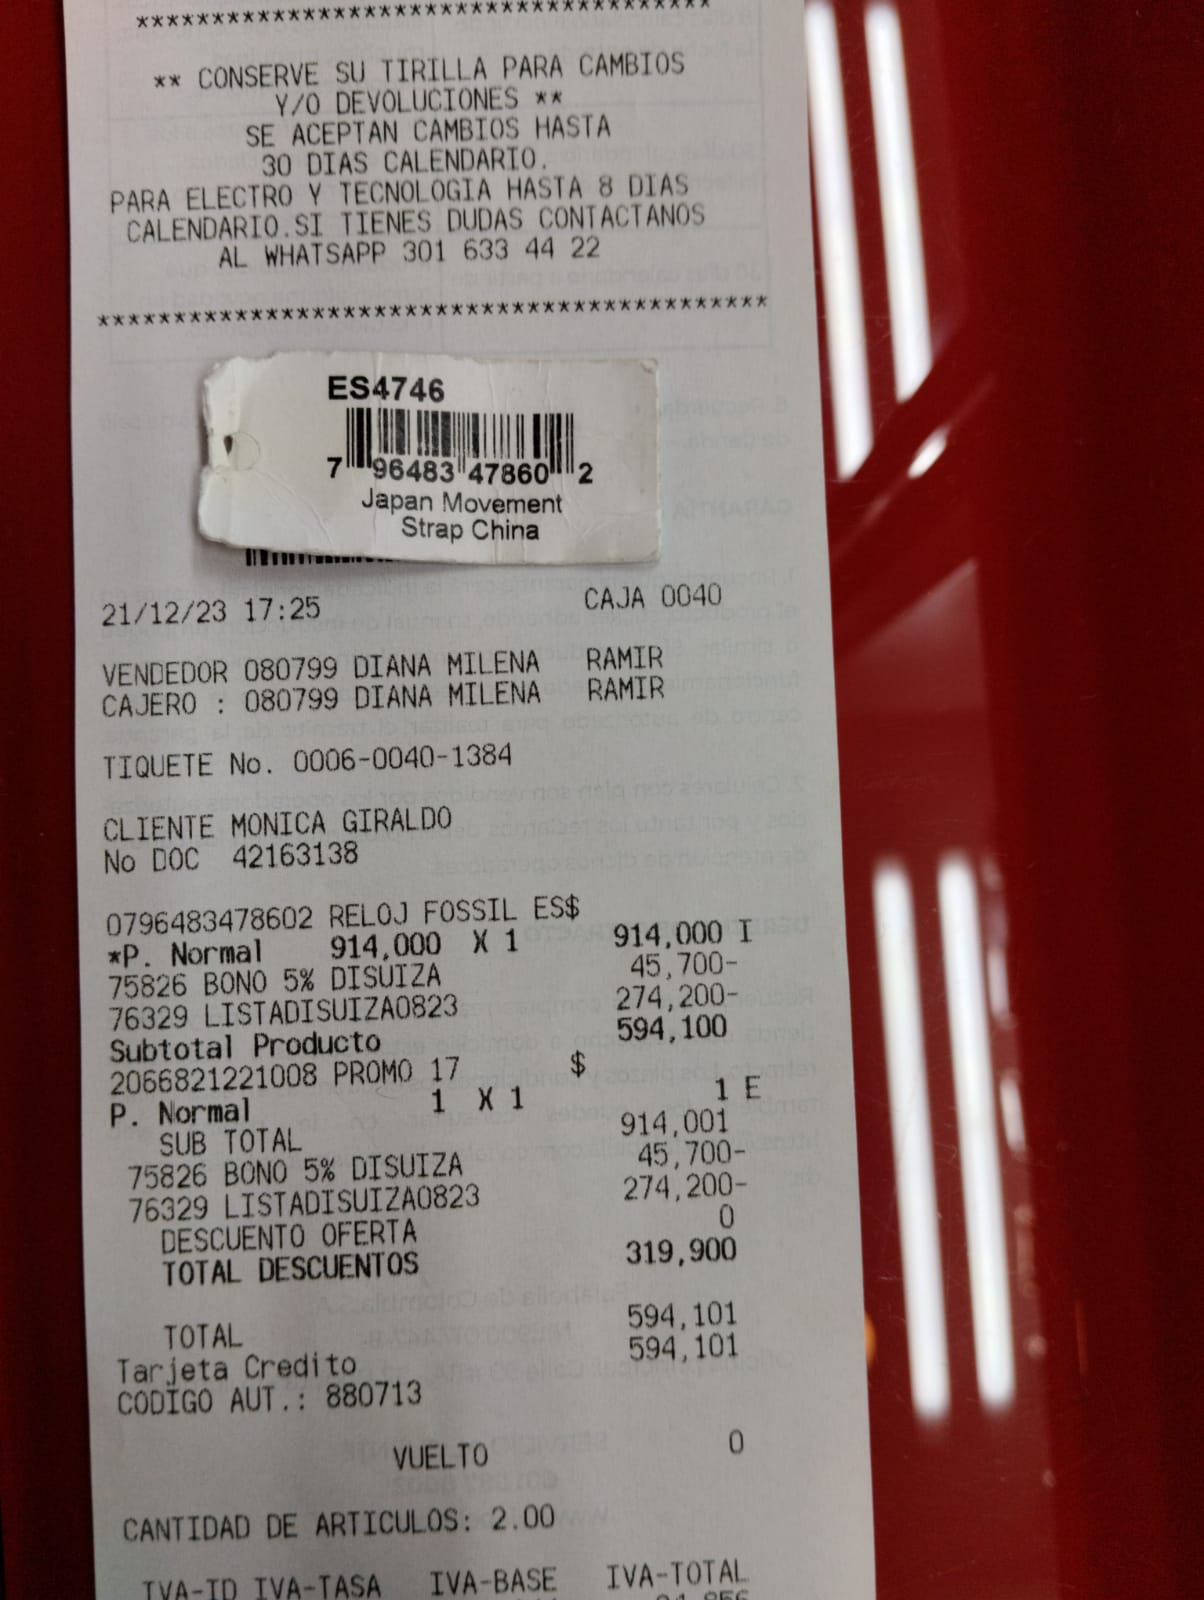 ****************************************
** CONSERVE SU TIRILLA PARA CAMBIOS
Y/O DEVOLUCIONES **
SE ACEPTAN CAMBIOS HASTA
30 DIAS CALENDARIO.
PARA ELECTRO Y TECNOLOGIA HASTA 8 DIAS
CALENDARIO.SI TIENES DUDAS CONTACTANOS
AL WHATSAPP 301 633 44 22
********************************************
ES4746
7 96483 47860 2
Japan Movement
Strap China
21/12/23 17:25 CAJA 0040
VENDEDOR 080799 DIANA MILENA RAMIR
CAJERO : 080799 DIANA MILENA RAMIR
TIQUETE No. 0006-0040-1384
CLIENTE MONICA GIRALDO
No DOC 42163138
0796483478602 RELOJ FOSSIL ES$
*P. Normal 914,000 X 1 914,000 I
75826 BONO 5% DISUIZA 45,700-
76329 LISTADISUIZA0823 274,200-
Subtotal Producto 594,100
2066821221008 PROMO 17 $
P. Normal 1 X 1 1 E
SUB TOTAL 914,001
75826 BONO 5% DISUIZA 45,700-
76329 LISTADISUIZA0823 274,200-
DESCUENTO OFERTA 0
TOTAL DESCUENTOS 319,900
TOTAL 594,101
Tarjeta Credito 594,101
CODIGO AUT.: 880713
VUELTO 0
CANTIDAD DE ARTICULOS: 2.00
IVA-ID IVA-TASA IVA-BASE IVA-TOTAL